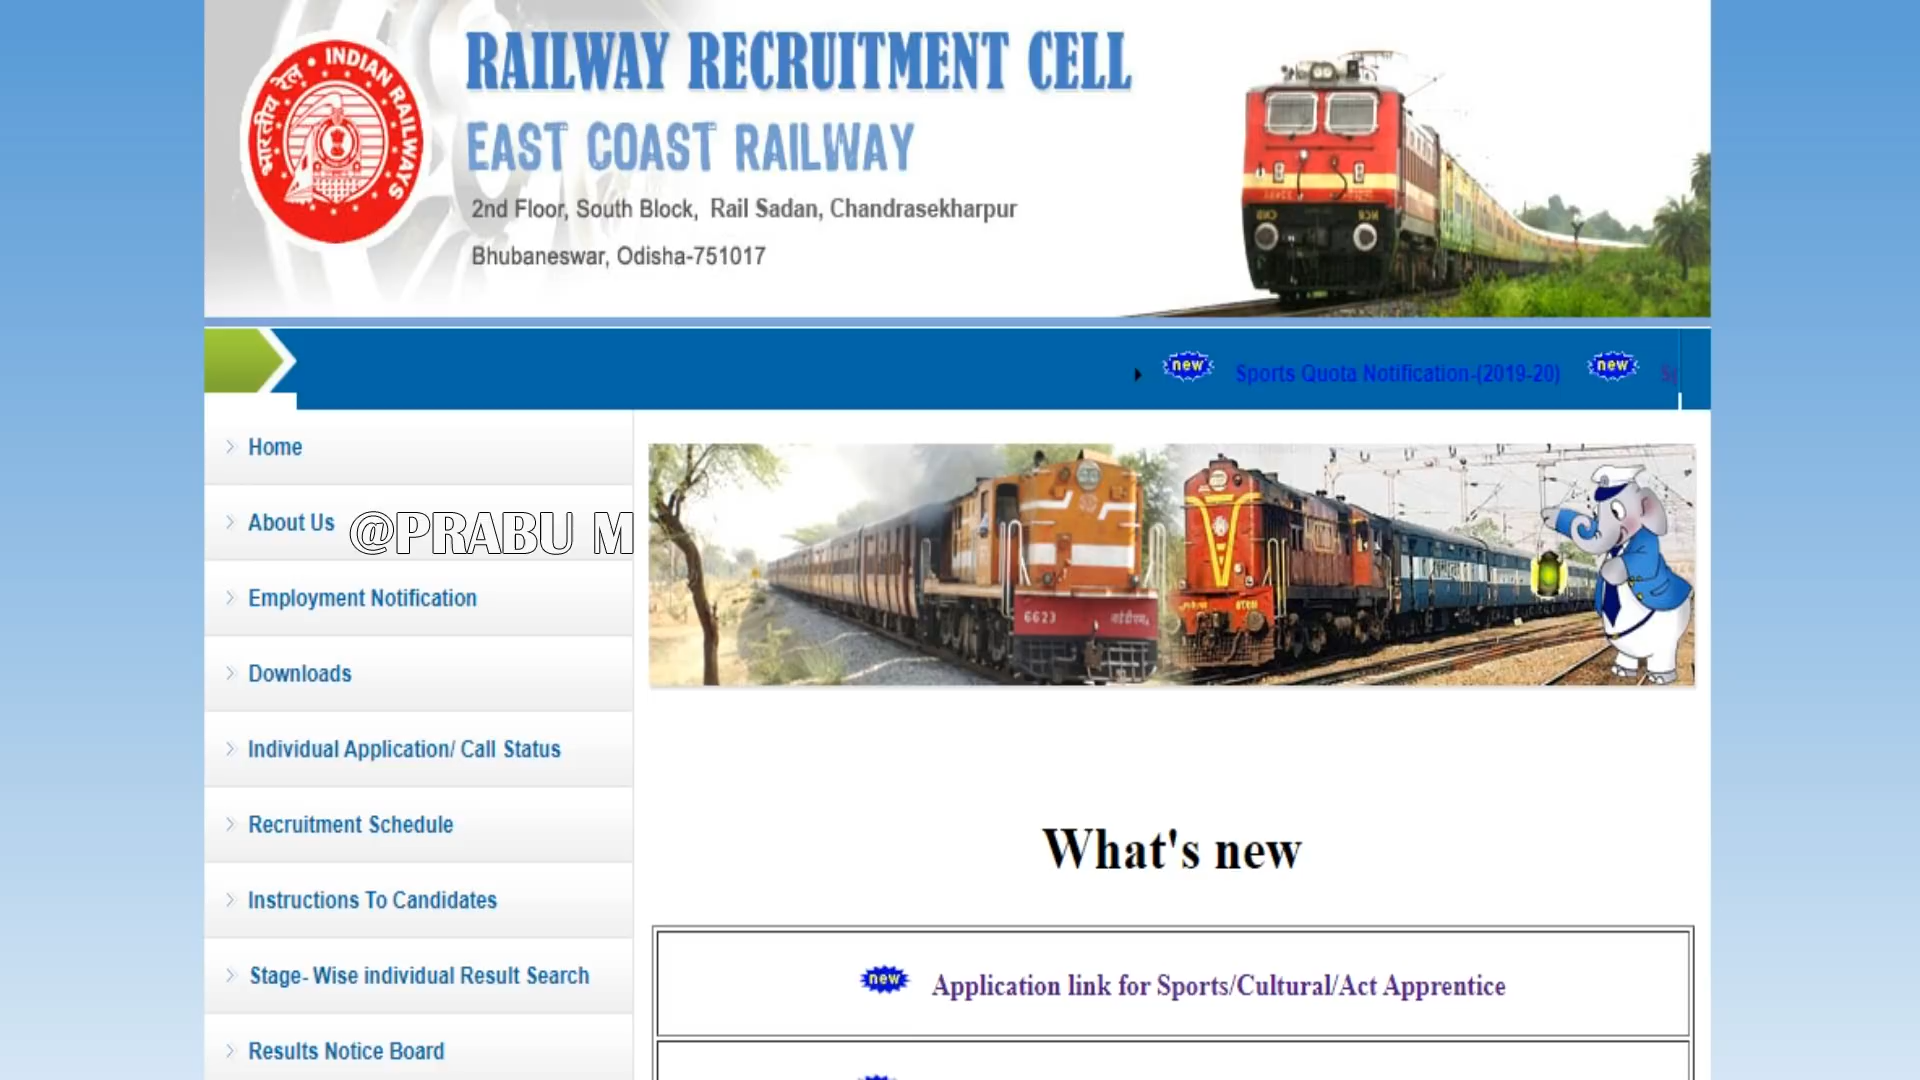 RAILWAY RECRUITMENT CELL
भारतीय रेल • INDIAN RAILWAYS
EAST COAST RAILWAY
2nd Floor, South Block, Rail Sadan, Chandrasekharpur
Bhubaneswar, Odisha-751017
new Sports Quota Notification-(2019-20) new
Home
About Us
@PRABU M
Employment Notification
Downloads
Individual Application/ Call Status
Recruitment Schedule
Instructions To Candidates
Stage- Wise individual Result Search
Results Notice Board
6623
What's new
new Application link for Sports/Cultural/Act Apprentice